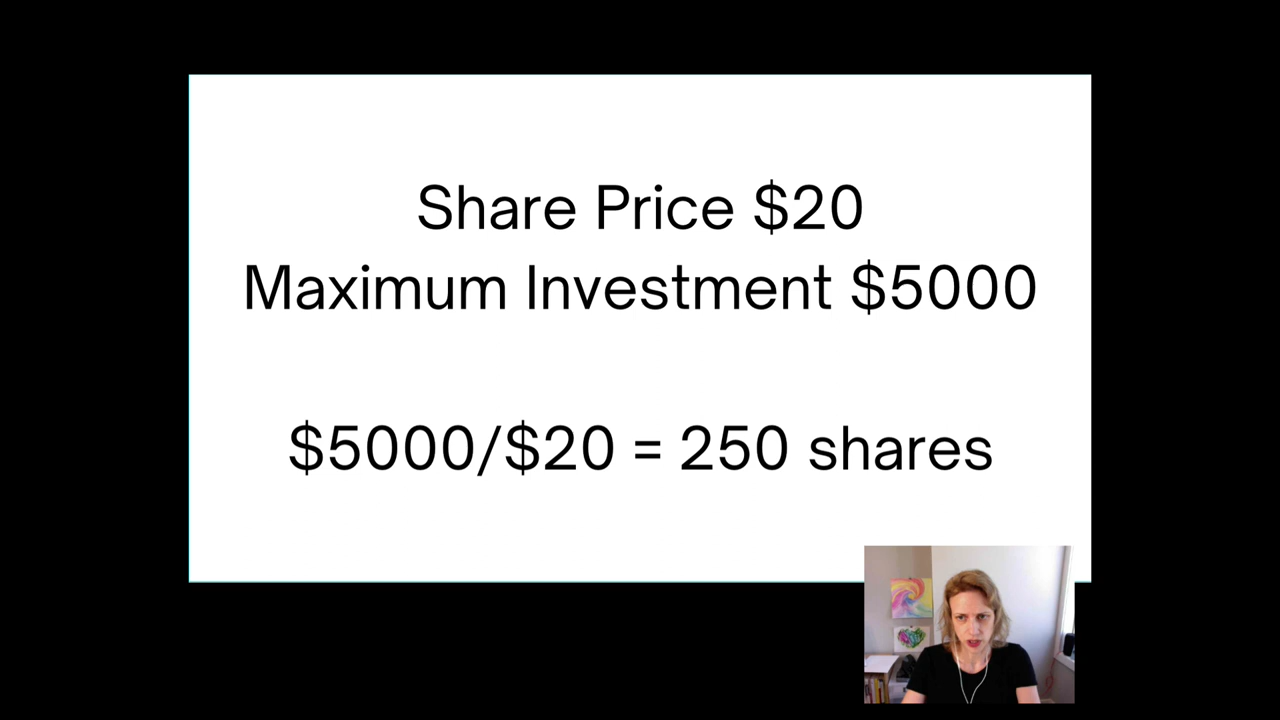 Share Price $20
Maximum Investment $5000
$5000/$20 = 250 shares